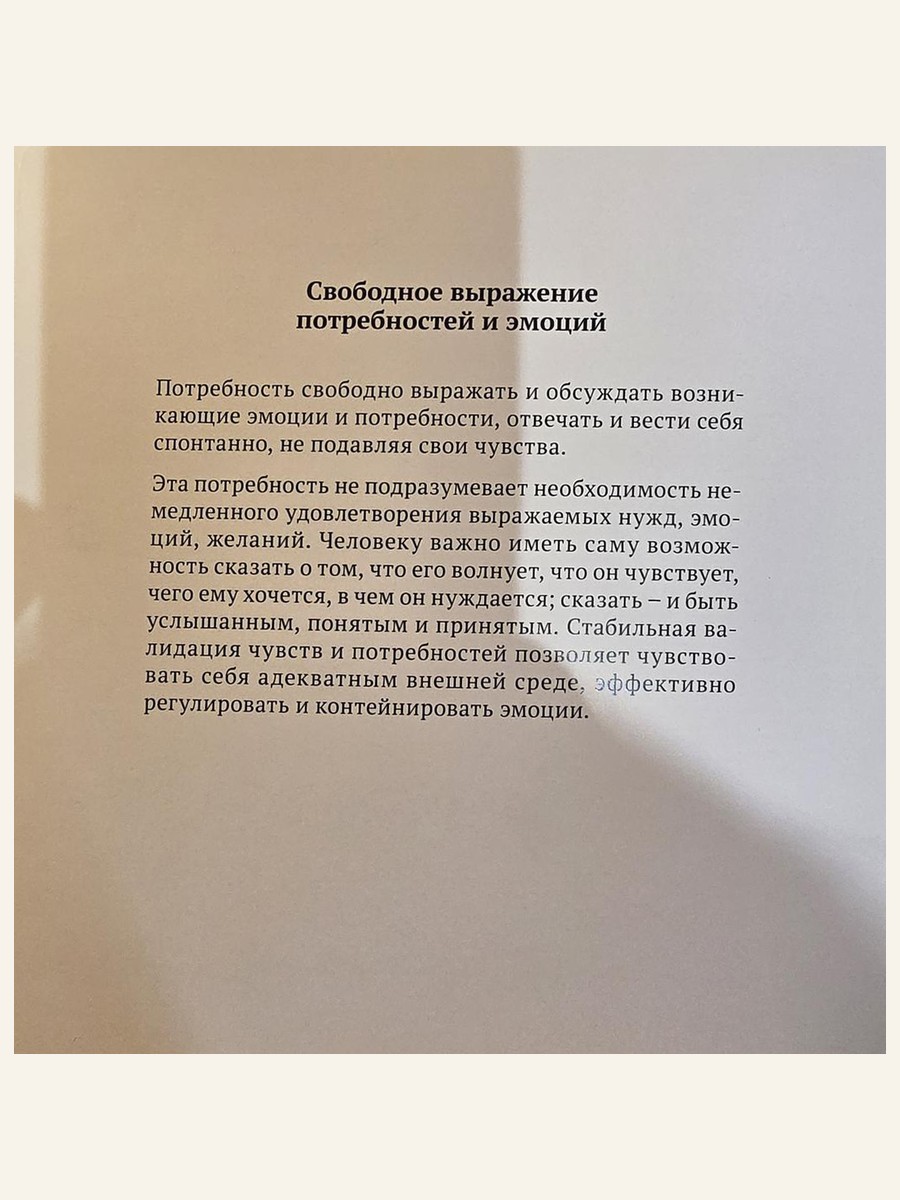 Свободное выражение
потребностей и эмоций
Потребность свободно выражать и обсуждать возни-
кающие эмоции и потребности, отвечать и вести себя
спонтанно, не подавляя свои чувства.
Эта потребность не подразумевает необходимость не-
медленного удовлетворения выражаемых нужд, эмо-
ций, желаний. Человеку важно иметь саму возмож-
ность сказать о том, что его волнует, что он чувствует,
чего ему хочется, в чем он нуждается; сказать – и быть
услышанным, понятым и принятым. Стабильная ва-
лидация чувств и потребностей позволяет чувство-
вать себя адекватным внешней среде, эффективно
регулировать и контейнировать эмоции.